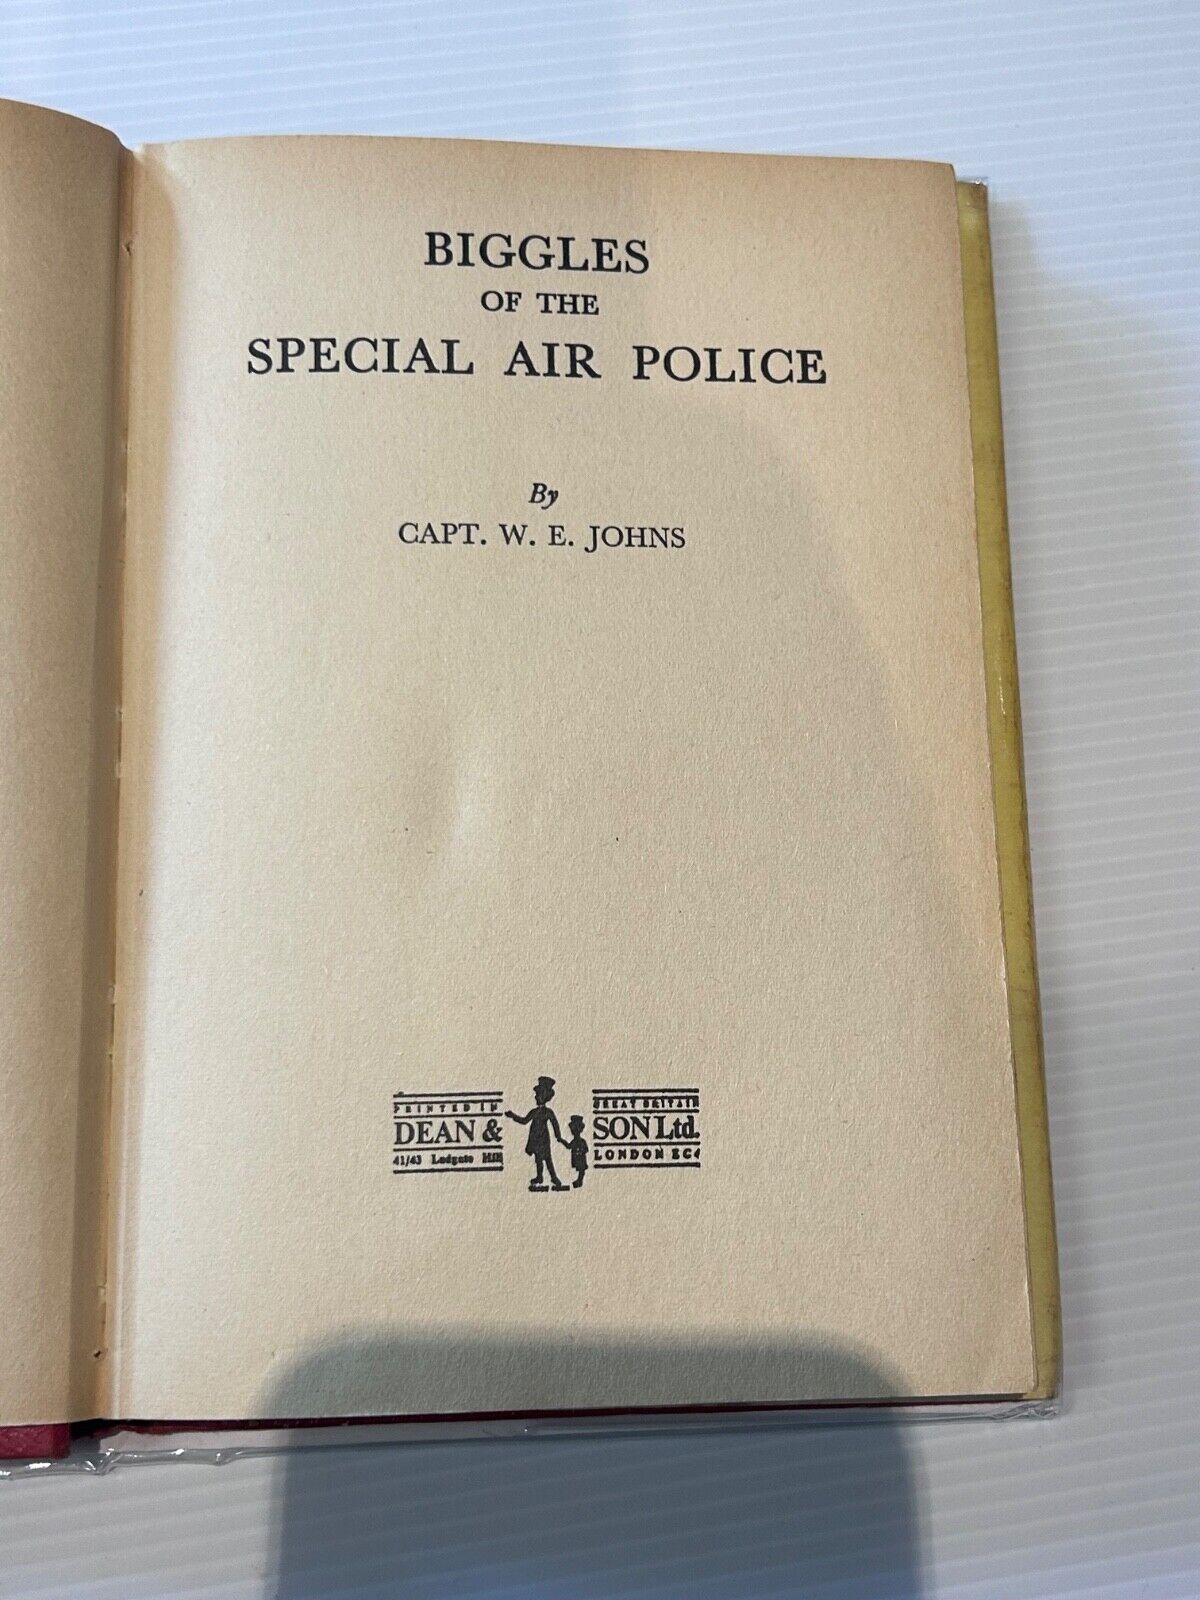 BIGGLES
OF THE
SPECIAL AIR POLICE
By
CAPT. W. E. JOHNS
PRINTED IN GREAT BRITAIN
DEAN & SON Ltd.
41/43 Ludgate Hill LONDON EC4